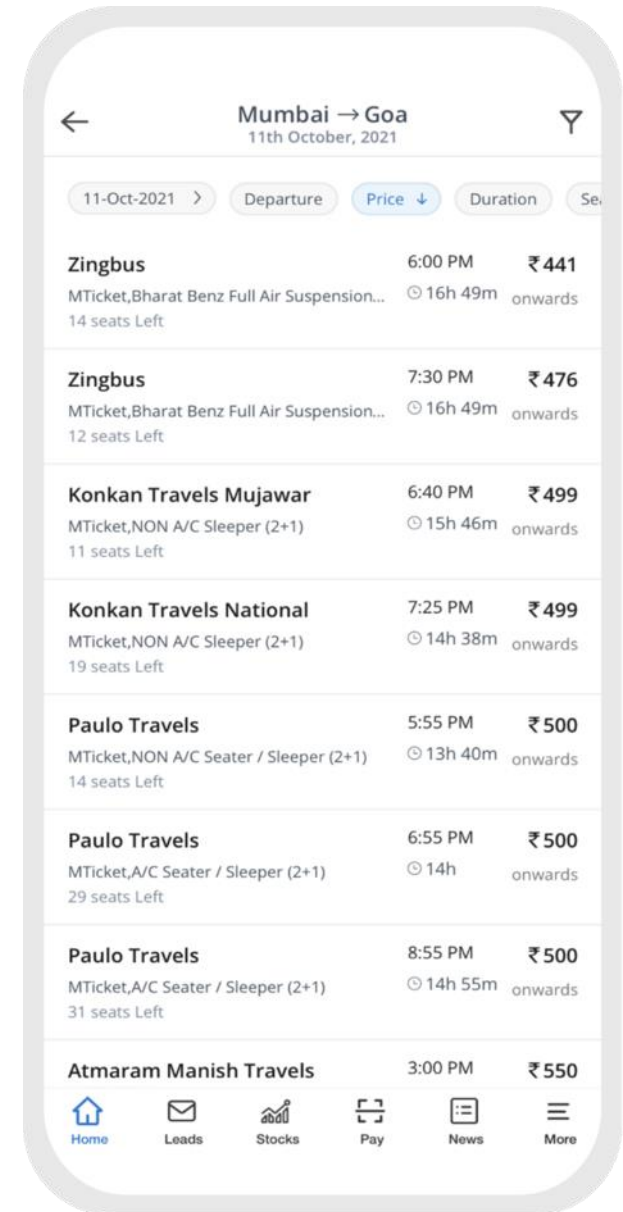 Mumbai → Goa
11th October, 2021
11-Oct-2021 > Departure Price ↓ Duration
Zingbus 6:00 PM ₹441
MTicket,Bharat Benz Full Air Suspension... 16h 49m onwards
14 seats Left
Zingbus 7:30 PM ₹476
MTicket,Bharat Benz Full Air Suspension... 16h 49m onwards
12 seats Left
Konkan Travels Mujawar 6:40 PM ₹499
MTicket,NON A/C Sleeper (2+1) 15h 46m onwards
11 seats Left
Konkan Travels National 7:25 PM ₹499
MTicket,NON A/C Sleeper (2+1) 14h 38m onwards
19 seats Left
Paulo Travels 5:55 PM ₹500
MTicket,NON A/C Seater / Sleeper (2+1) 13h 40m onwards
14 seats Left
Paulo Travels 6:55 PM ₹500
MTicket,A/C Seater / Sleeper (2+1) 14h onwards
29 seats Left
Paulo Travels 8:55 PM ₹500
MTicket,A/C Seater / Sleeper (2+1) 14h 55m onwards
31 seats Left
Atmaram Manish Travels 3:00 PM ₹550
Home Leads Stocks Pay News More